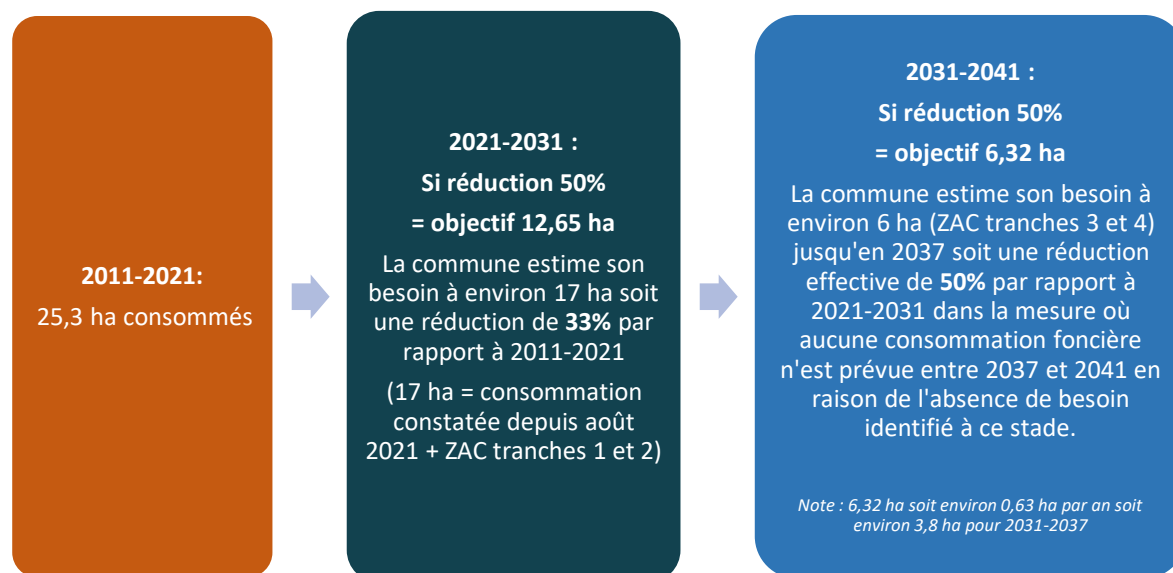 2011-2021:
25,3 ha consommés
2021-2031 :
Si réduction 50%
= objectif 12,65 ha
La commune estime son
besoin à environ 17 ha soit
une réduction de 33% par
rapport à 2011-2021
(17 ha = consommation
constatée depuis août
2021 + ZAC tranches 1 et 2)
2031-2041 :
Si réduction 50%
= objectif 6,32 ha
La commune estime son besoin à
environ 6 ha (ZAC tranches 3 et 4)
jusqu'en 2037 soit une réduction
effective de 50% par rapport à
2021-2031 dans la mesure où
aucune consommation foncière
n'est prévue entre 2037 et 2041 en
raison de l'absence de besoin
identifié à ce stade.
Note : 6,32 ha soit environ 0,63 ha par an soit
environ 3,8 ha pour 2031-2037